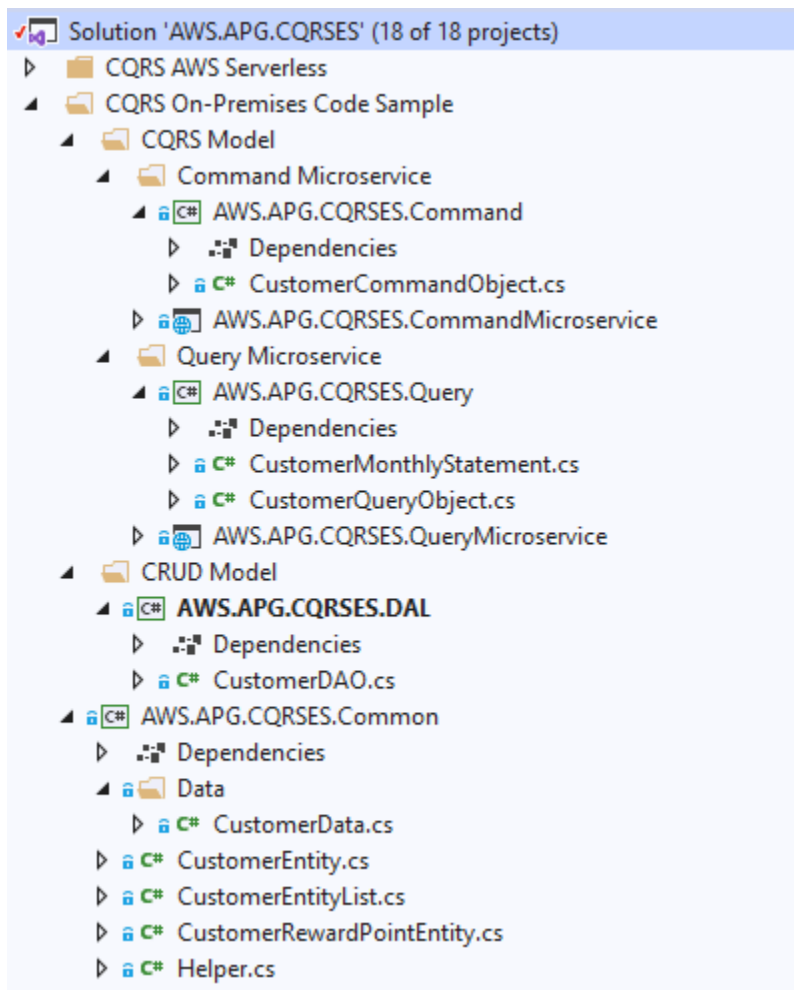 Solution 'AWS.APG.CQRSES' (18 of 18 projects)
CQRS AWS Serverless
CQRS On-Premises Code Sample
CQRS Model
Command Microservice
C# AWS.APG.CQRSES.Command
Dependencies
C# CustomerCommandObject.cs
AWS.APG.CQRSES.CommandMicroservice
Query Microservice
C# AWS.APG.CQRSES.Query
Dependencies
C# CustomerMonthlyStatement.cs
C# CustomerQueryObject.cs
AWS.APG.CQRSES.QueryMicroservice
CRUD Model
C# AWS.APG.CQRSES.DAL
Dependencies
C# CustomerDAO.cs
C# AWS.APG.CQRSES.Common
Dependencies
Data
C# CustomerData.cs
C# CustomerEntity.cs
C# CustomerEntityList.cs
C# CustomerRewardPointEntity.cs
C# Helper.cs